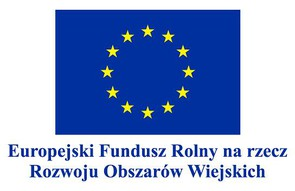 Europejski Fundusz Rolny na rzecz
Rozwoju Obszarów Wiejskich